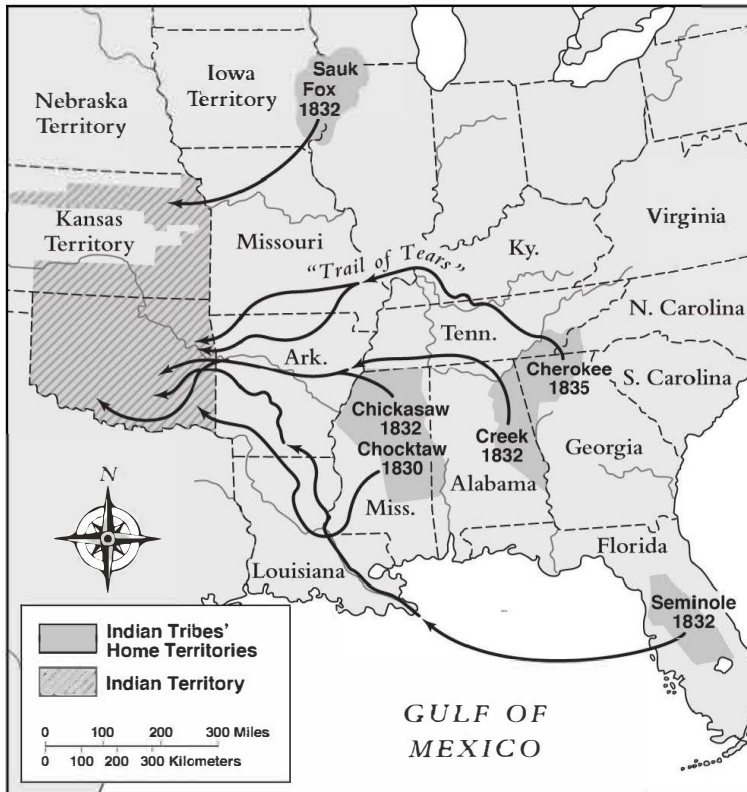 Nebraska
Territory
Iowa
Territory
Sauk
Fox
1832
Kansas
Territory
Missouri
"Trail of Tears"
Ky.
Virginia
N. Carolina
Tenn.
Ark.
Cherokee
1835
S. Carolina
Chickasaw
1832
Chocktaw
1830
Creek
1832
Georgia
Alabama
Miss.
N
Louisiana
Florida
Seminole
1832
Indian Tribes'
Home Territories
Indian Territory
0 100 200 300 Miles
0 100 200 300 Kilometers
GULF OF
MEXICO